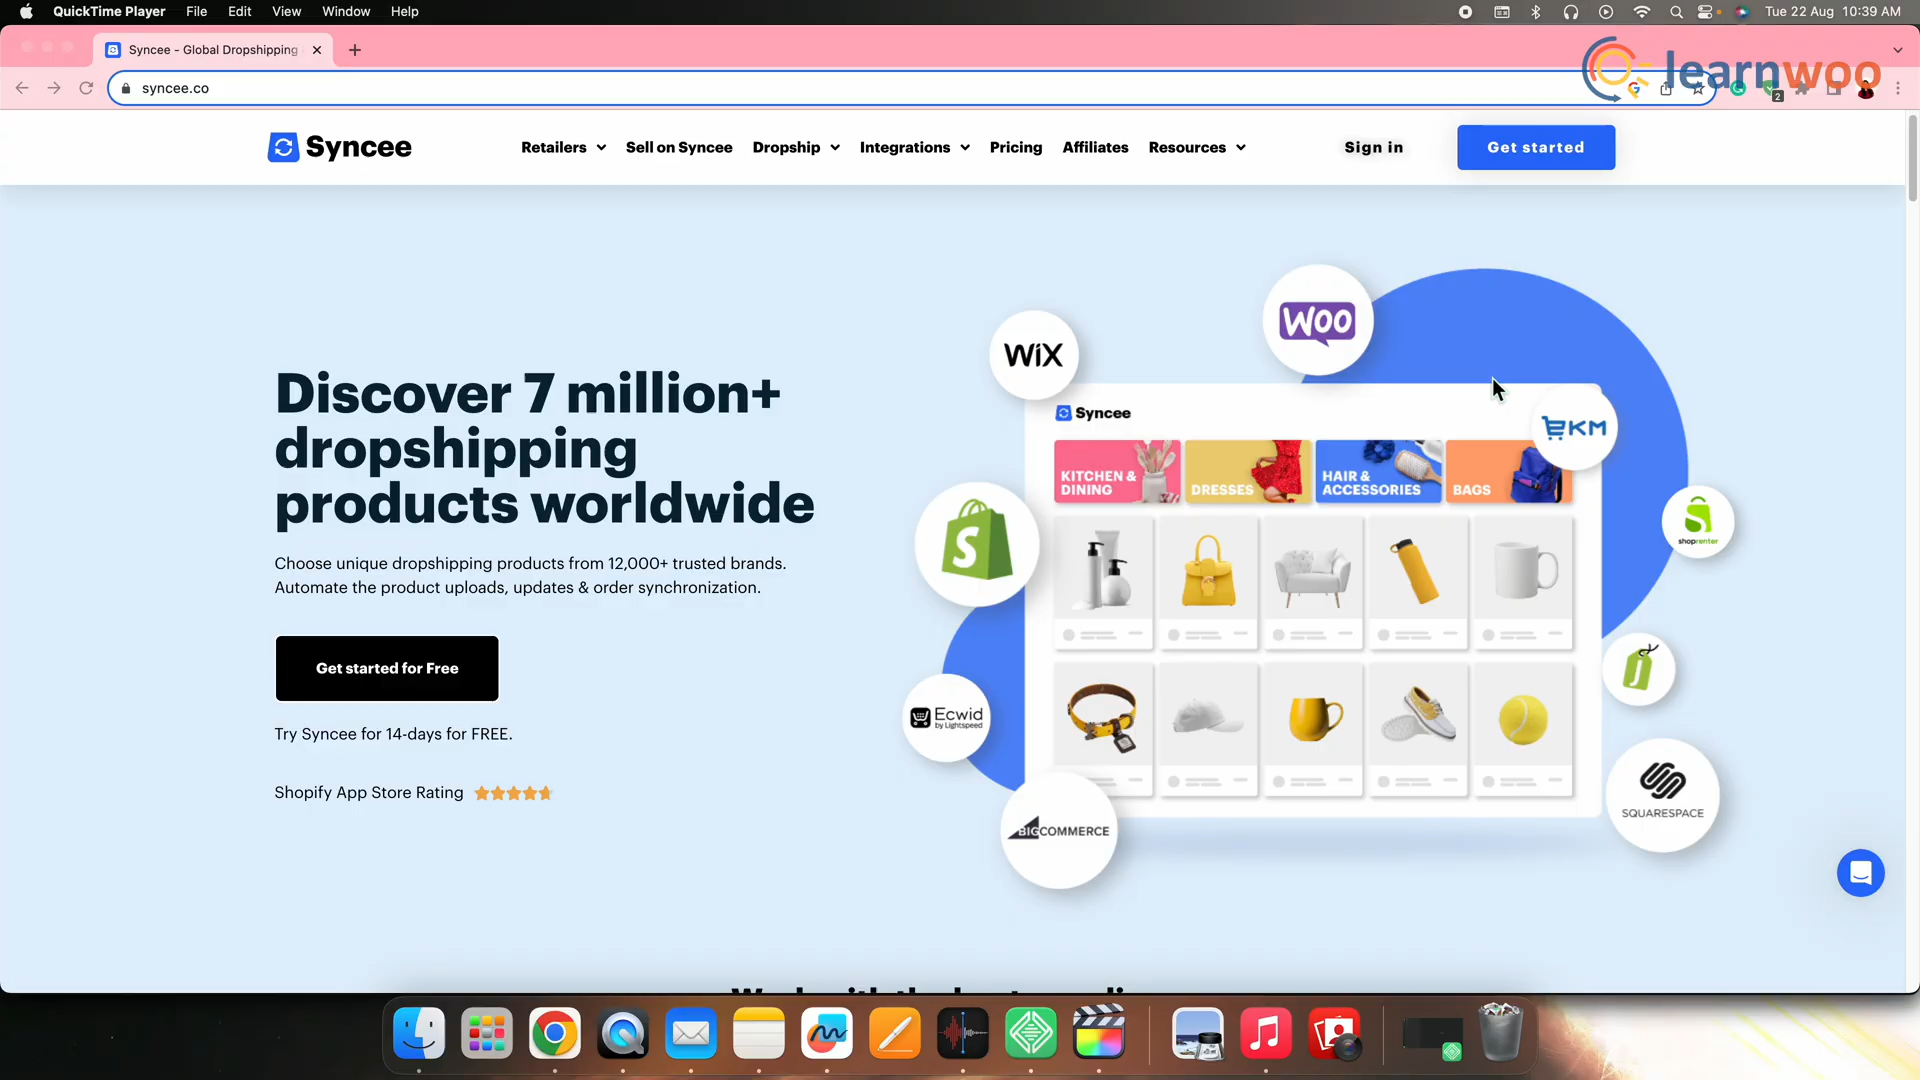 QuickTime Player File Edit View Window Help
Tue 22 Aug 10:39 AM
Syncee - Global Dropshipping
learnwoo
syncee.co
2
Syncee
Retailers Sell on Syncee Dropship Integrations Pricing Affiliates Resources
Sign in
Get started
Discover 7 million+
dropshipping
products worldwide
Choose unique dropshipping products from 12,000+ trusted brands.
Automate the product uploads, updates & order synchronization.
Get started for Free
Try Syncee for 14-days for FREE.
Shopify App Store Rating
WiX
WOO
Syncee
EKM
KITCHEN &
DINING
DRESSES
HAIR &
ACCESSORIES
BAGS
S
shoprenter
j
Ecwid
by Lightspeed
BIGCOMMERCE
SQUARESPACE